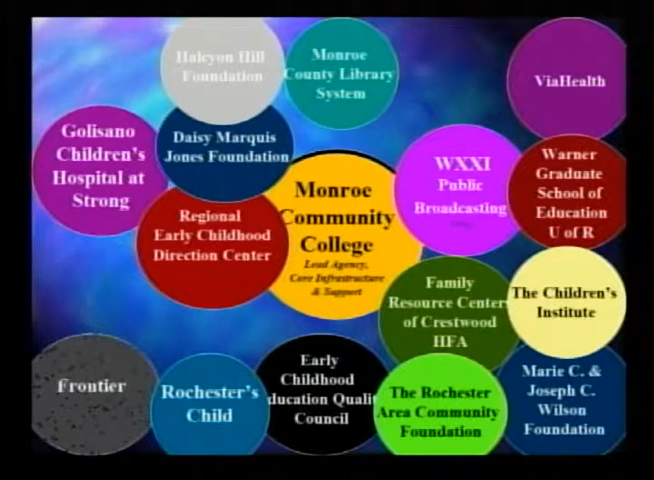 Halcyon Hill
Foundation
Monroe
County Library
System
ViaHealth
Golisano
Children's
Hospital at
Strong
Daisy Marquis
Jones Foundation
WXXI
Public
Broadcasting
Warner
Graduate
School of
Education
U of R
Regional
Early Childhood
Direction Center
Monroe
Community
College
Lead Agency,
Core Infrastructure
& Support
Family
Resource Center
of Crestwood
HFA
The Children's
Institute
Frontier
Rochester's
Child
Early
Childhood
ducation Quali
Council
The Rochester
Area Community
Foundation
Marie C. &
Joseph C.
Wilson
Foundation